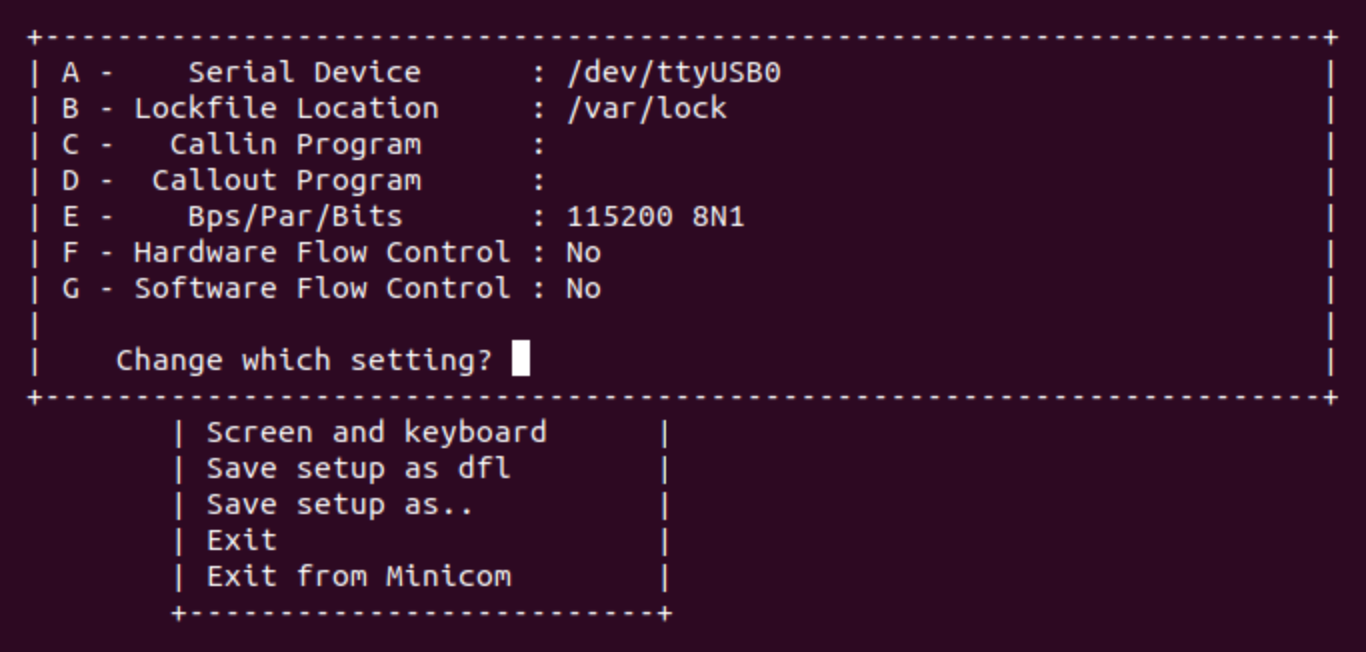 +-----------------------------------------------------------------------+
| A -    Serial Device      : /dev/ttyUSB0                              |
| B - Lockfile Location     : /var/lock                                 |
| C -   Callin Program      :                                           |
| D -  Callout Program      :                                           |
| E -    Bps/Par/Bits       : 115200 8N1                                |
| F - Hardware Flow Control : No                                        |
| G - Software Flow Control : No                                        |
|                                                                       |
|    Change which setting?                                              |
+-----------------------------------------------------------------------+
        | Screen and keyboard      |
        | Save setup as dfl        |
        | Save setup as..          |
        | Exit                     |
        | Exit from Minicom        |
        +--------------------------+